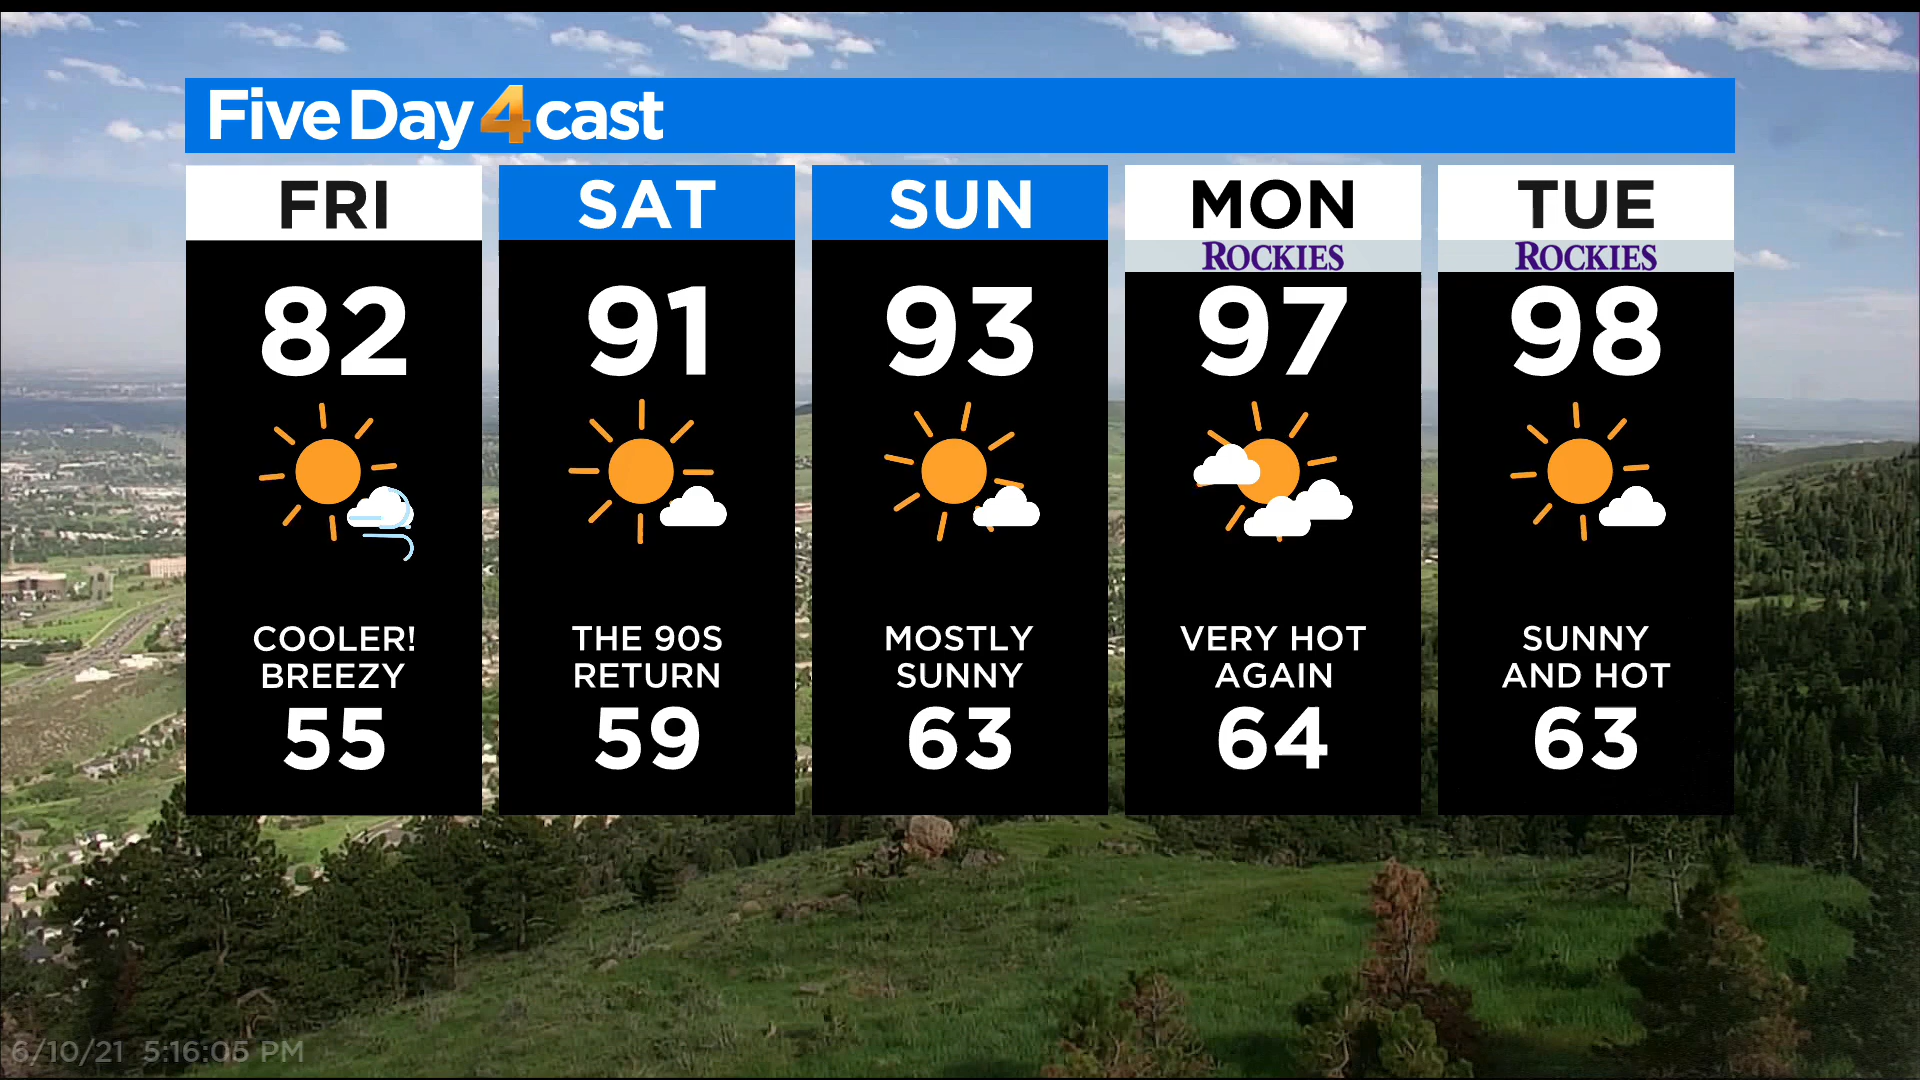 Five Day 4cast
FRI
82
COOLER!
BREEZY
55
SAT
91
THE 90S
RETURN
59
SUN
93
MOSTLY
SUNNY
63
MON
ROCKIES
97
VERY HOT
AGAIN
64
TUE
ROCKIES
98
SUNNY
AND HOT
63
6/10/21 5:16:05 PM